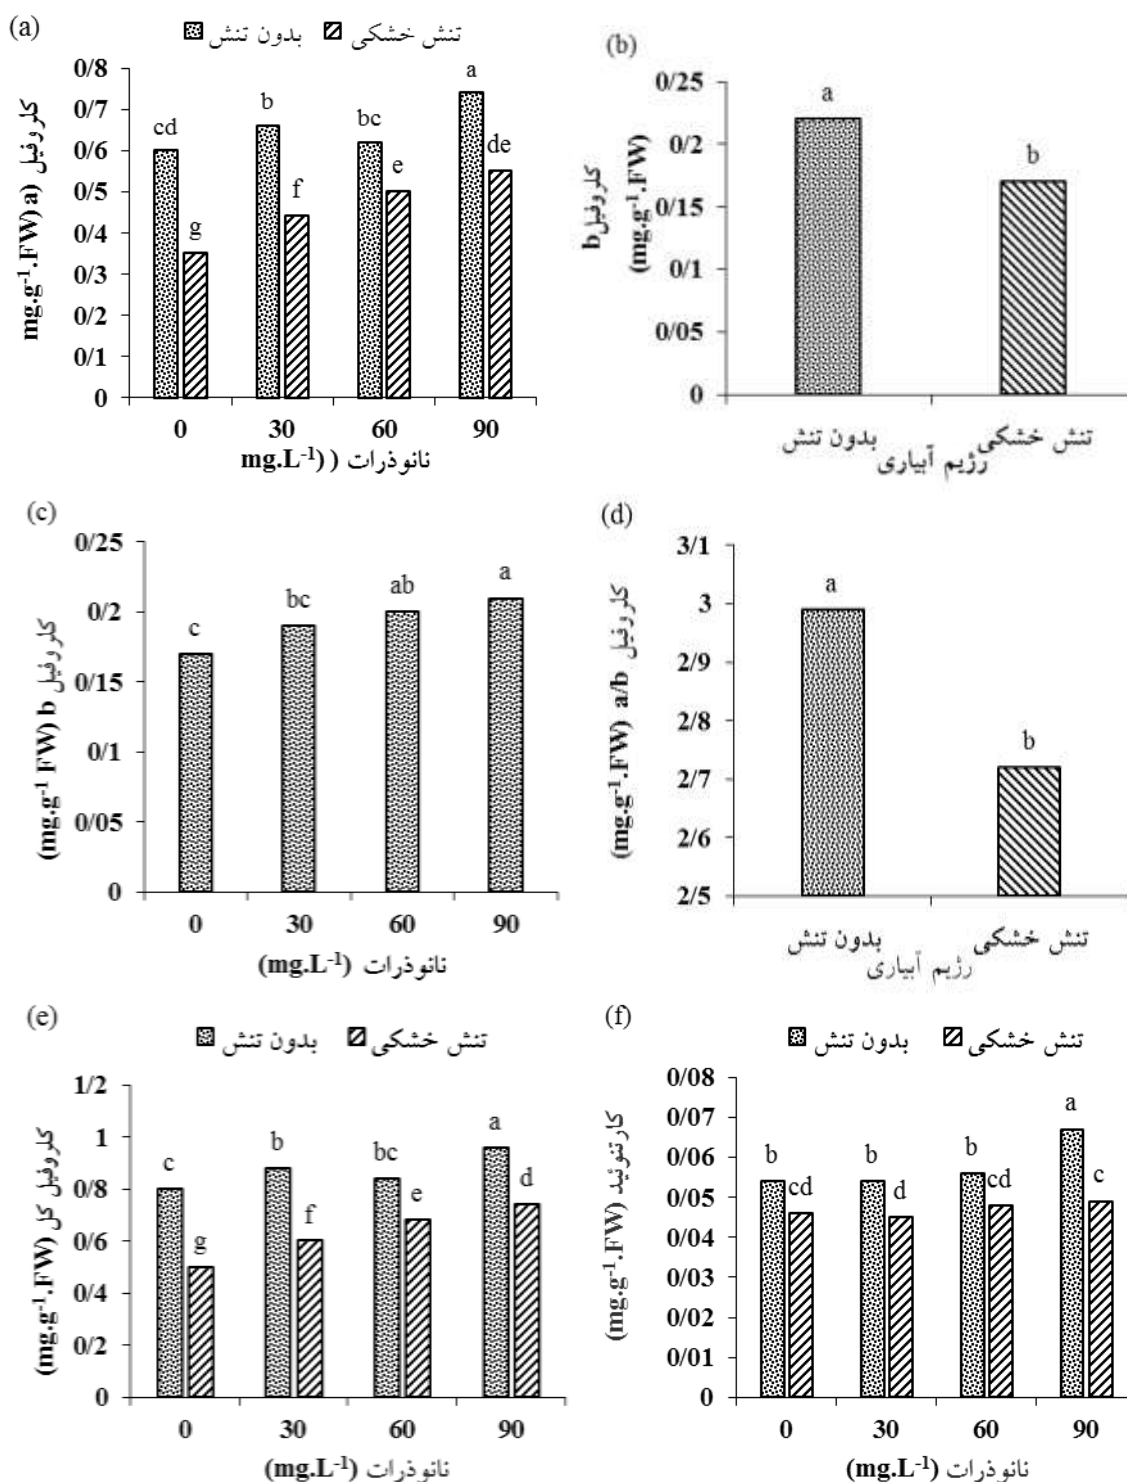 (a)
بدون تنش تنش خشکی
کلروفیل a) mg.g-1.FW)
0/8
0/7
0/6
0/5
0/4
0/3
0/2
0/1
0
cd g b f bc e a de
0 30 60 90
نانوذرات ( (mg.L-1)
(b)
کلروفیل b
(mg.g-1.FW)
0/25
0/2
0/15
0/1
0/05
0
a b
بدون تنش تنش خشکی
رژیم آبیاری
(c)
کلروفیل b (mg.g-1 FW)
0/25
0/2
0/15
0/1
0/05
0
c bc ab a
0 30 60 90
نانوذرات (mg.L-1)
(d)
کلروفیل a/b (mg.g-1.FW)
3/1
3
2/9
2/8
2/7
2/6
2/5
a b
بدون تنش تنش خشکی
رژیم آبیاری
(e)
بدون تنش تنش خشکی
کلروفیل کل (mg.g-1.FW)
1/2
1
0/8
0/6
0/4
0/2
0
c g b f bc e a d
0 30 60 90
نانوذرات (mg.L-1)
(f)
بدون تنش تنش خشکی
کارتنوئید (mg.g-1.FW)
0/08
0/07
0/06
0/05
0/04
0/03
0/02
0/01
0
b cd b d b cd a c
0 30 60 90
نانوذرات (mg.L-1)